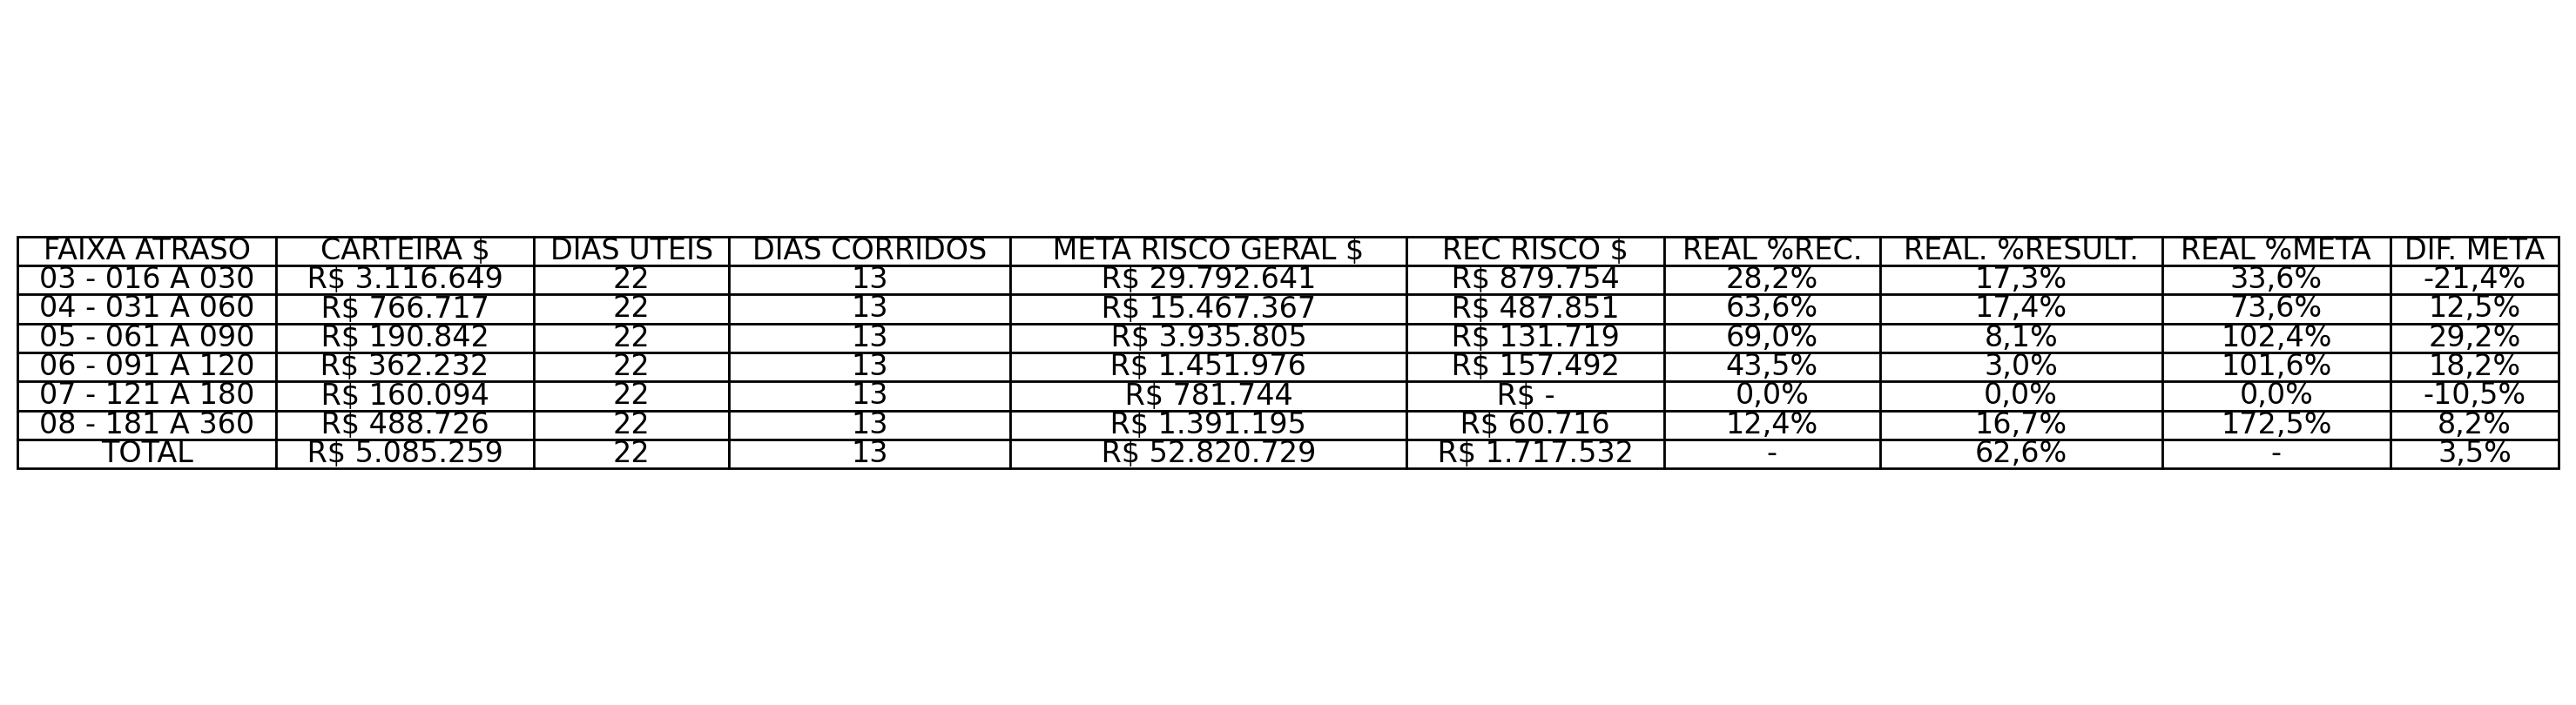 FAIXA ATRASO CARTEIRA $ DIAS UTEIS DIAS CORRIDOS META RISCO GERAL $ REC RISCO $ REAL %REC. REAL. %RESULT. REAL %META DIF. META
03 - 016 A 030 R$ 3.116.649 22 13 R$ 29.792.641 R$ 879.754 28,2% 17,3% 33,6% -21,4%
04 - 031 A 060 R$ 766.717 22 13 R$ 15.467.367 R$ 487.851 63,6% 17,4% 73,6% 12,5%
05 - 061 A 090 R$ 190.842 22 13 R$ 3.935.805 R$ 131.719 69,0% 8,1% 102,4% 29,2%
06 - 091 A 120 R$ 362.232 22 13 R$ 1.451.976 R$ 157.492 43,5% 3,0% 101,6% 18,2%
07 - 121 A 180 R$ 160.094 22 13 R$ 781.744 R$ - 0,0% 0,0% 0,0% -10,5%
08 - 181 A 360 R$ 488.726 22 13 R$ 1.391.195 R$ 60.716 12,4% 16,7% 172,5% 8,2%
TOTAL R$ 5.085.259 22 13 R$ 52.820.729 R$ 1.717.532 - 62,6% - 3,5%